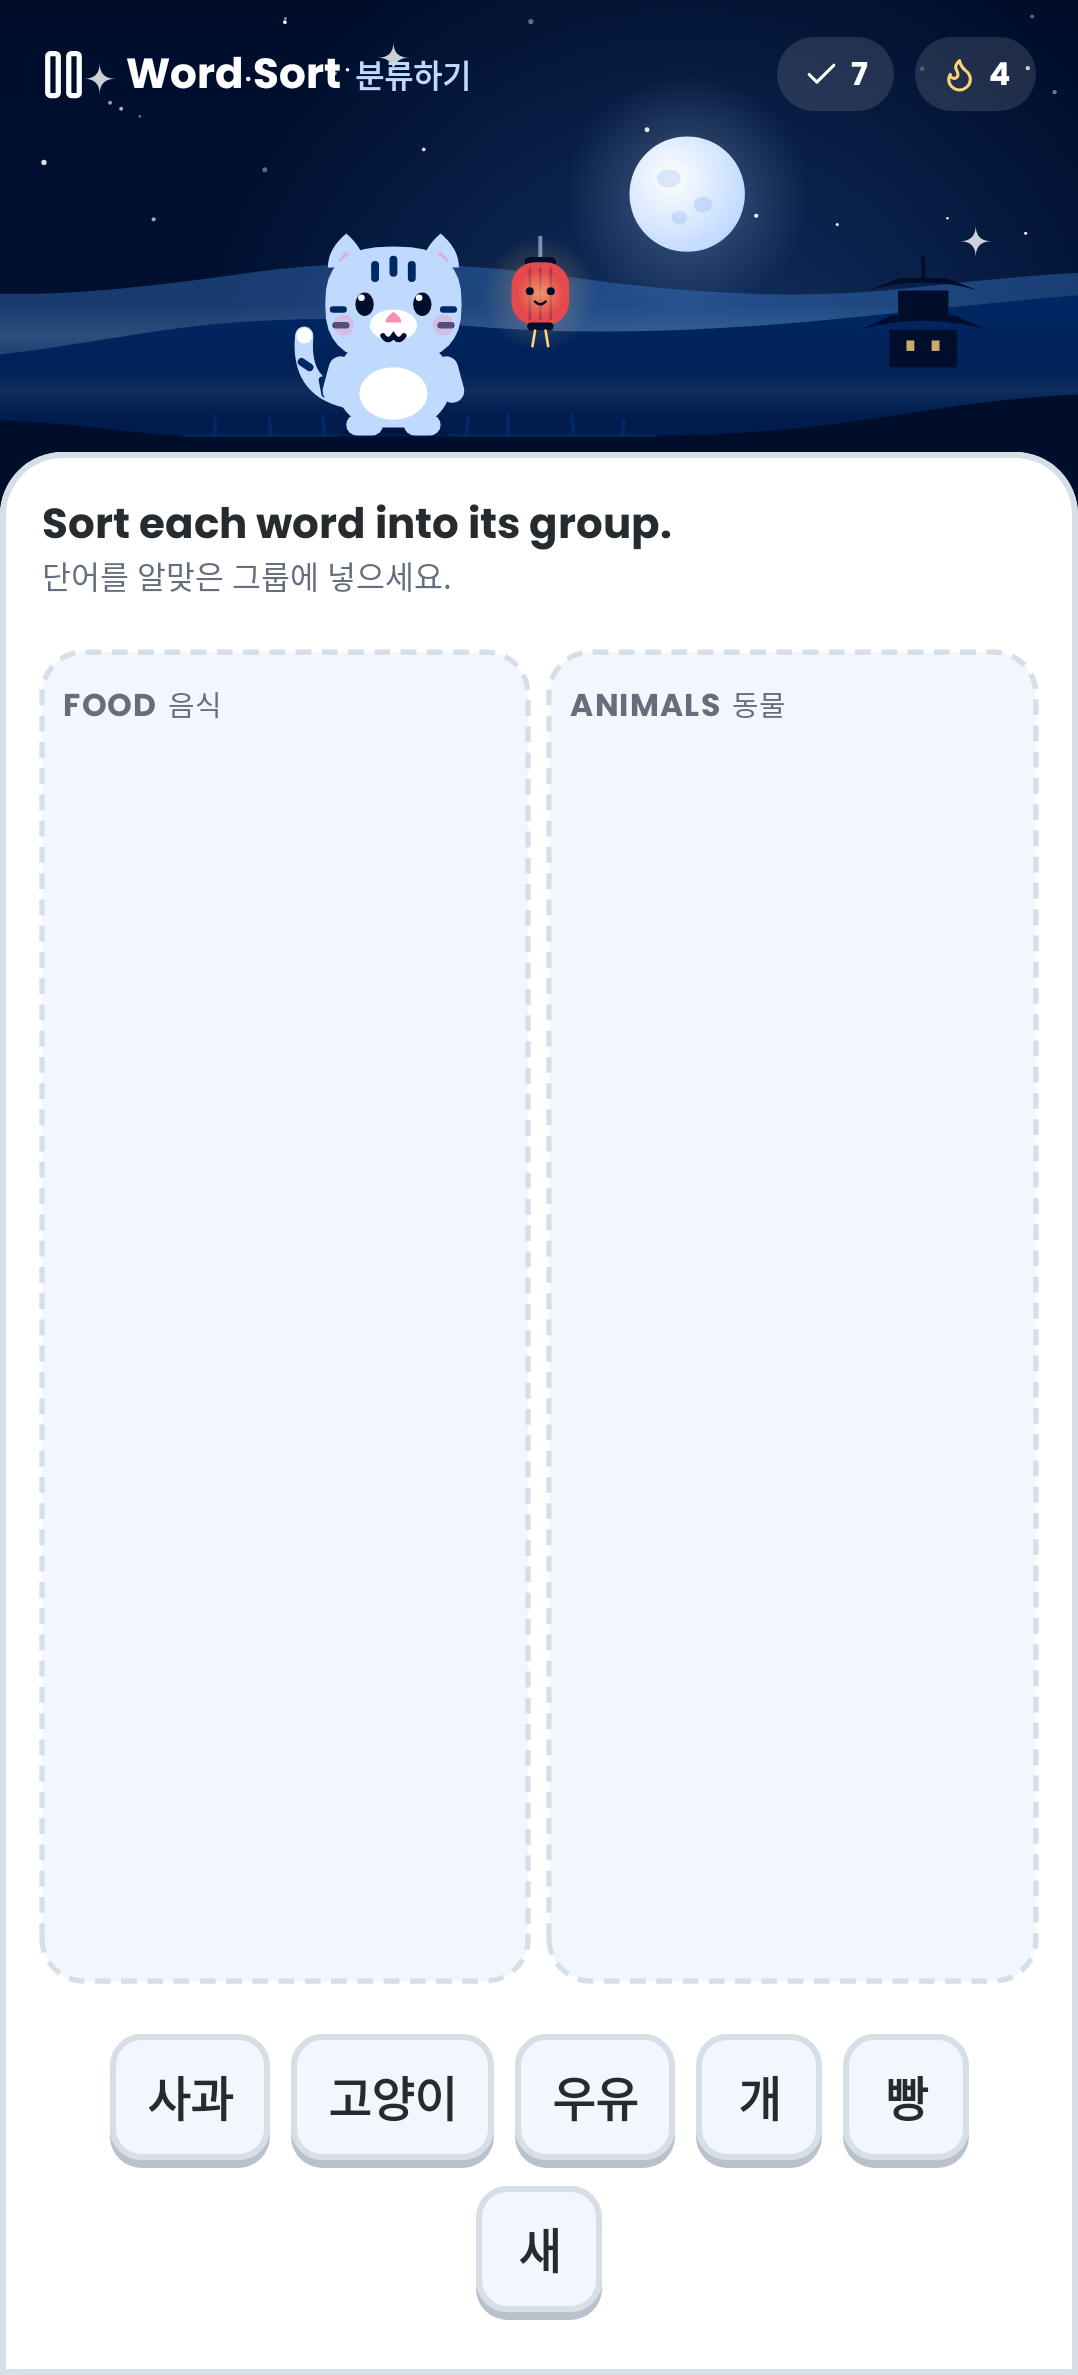 Word Sort · 분류하기
7
4
Sort each word into its group.
단어를 알맞은 그룹에 넣으세요.
FOOD 음식
ANIMALS 동물
사과
고양이
우유
개
빵
새